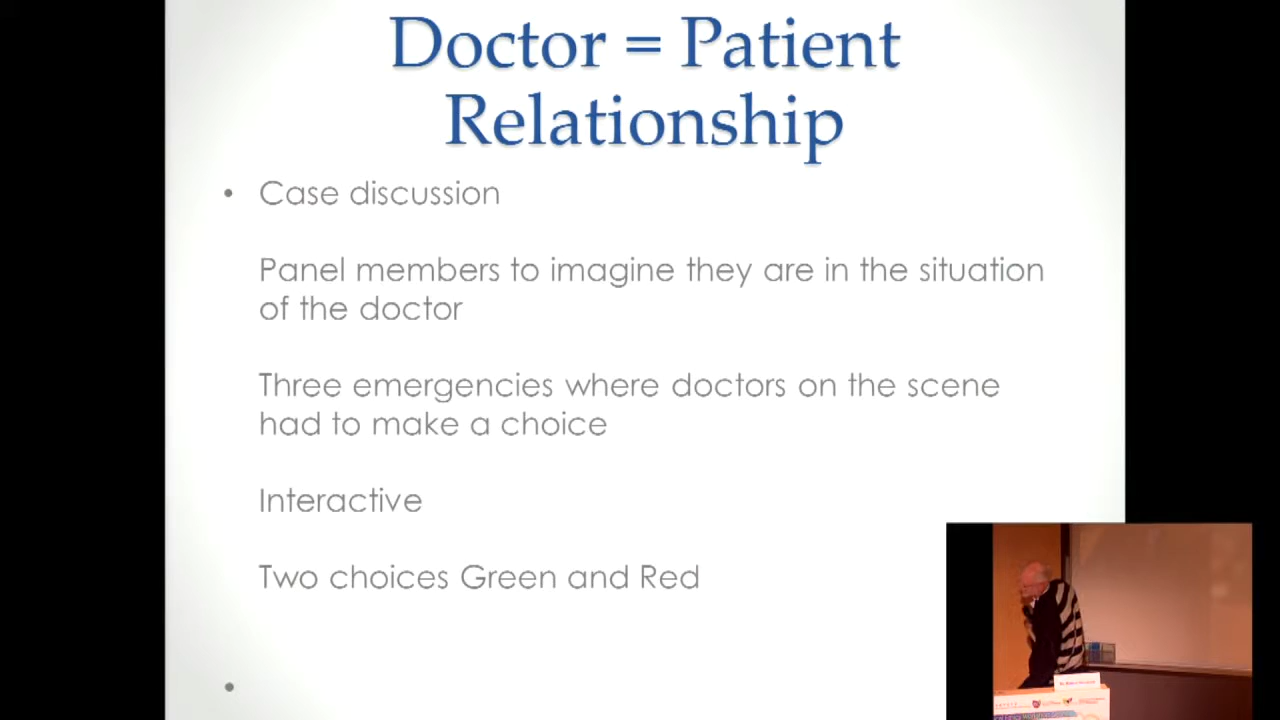 Doctor = Patient
Relationship
• Case discussion
Panel members to imagine they are in the situation
of the doctor
Three emergencies where doctors on the scene
had to make a choice
Interactive
Two choices Green and Red
•